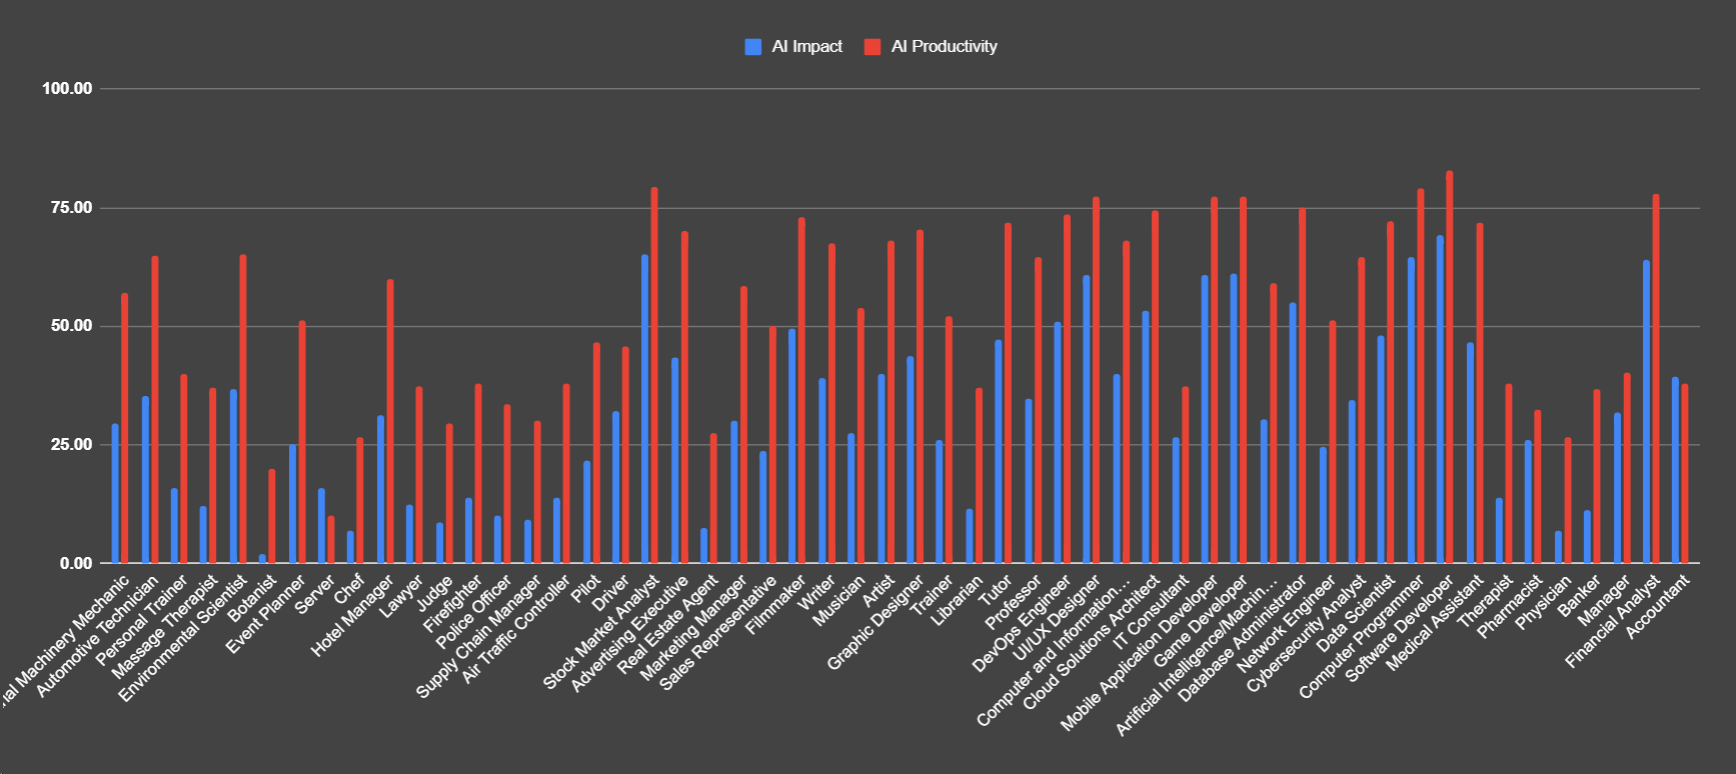 AI Impact
AI Productivity
100.00
75.00
50.00
25.00
0.00
Machinery Mechanic
Automotive Technician
Personal Trainer
Massage Therapist
Environmental Scientist
Botanist
Event Planner
Server
Chef
Hotel Manager
Lawyer
Judge
Firefighter
Police Officer
Supply Chain Manager
Air Traffic Controller
Pilot
Driver
Stock Market Analyst
Advertising Executive
Real Estate Agent
Marketing Manager
Sales Representative
Filmmaker
Writer
Musician
Artist
Graphic Designer
Trainer
Librarian
Tutor
Professor
DevOps Engineer
UI/UX Designer
Computer and Information…
Cloud Solutions Architect
IT Consultant
Mobile Application Developer
Game Developer
Artificial Intelligence/Machin…
Database Administrator
Network Engineer
Cybersecurity Analyst
Data Scientist
Computer Programmer
Software Developer
Medical Assistant
Therapist
Pharmacist
Physician
Banker
Manager
Financial Analyst
Accountant